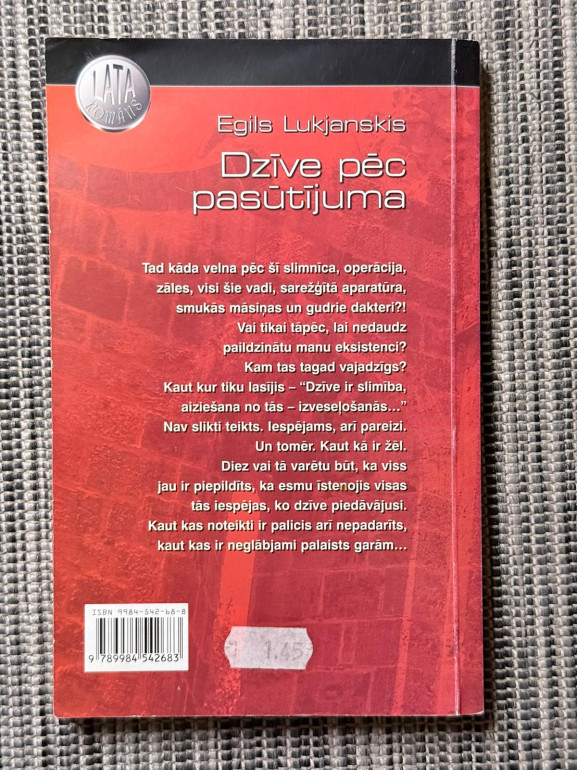 LATA
ROMĀNS
Egils Lukjanskis
Dzīve pēc
pasūtījuma
Tad kāda velna pēc šī slimnīca, operācija,
zāles, visi šie vadi, sarežģītā aparatūra,
smukās māsiņas un gudrie dakteri?!
Vai tikai tāpēc, lai nedaudz
paildzinātu manu eksistenci?
Kam tas tagad vajadzīgs?
Kaut kur tiku lasījis – “Dzīve ir slimība,
aiziešana no tās – izveseļošanās...”
Nav slikti teikts. Iespējams, arī pareizi.
Un tomēr. Kaut kā ir žēl.
Diez vai tā varētu būt, ka viss
jau ir piepildīts, ka esmu īstenojis visas
tās iespējas, ko dzīve piedāvājusi.
Kaut kas noteikti ir palicis arī nepadarīts,
kaut kas ir neglābjami palaists garām...
ISBN 9984-542-68-8
9 789984 542683
1.45